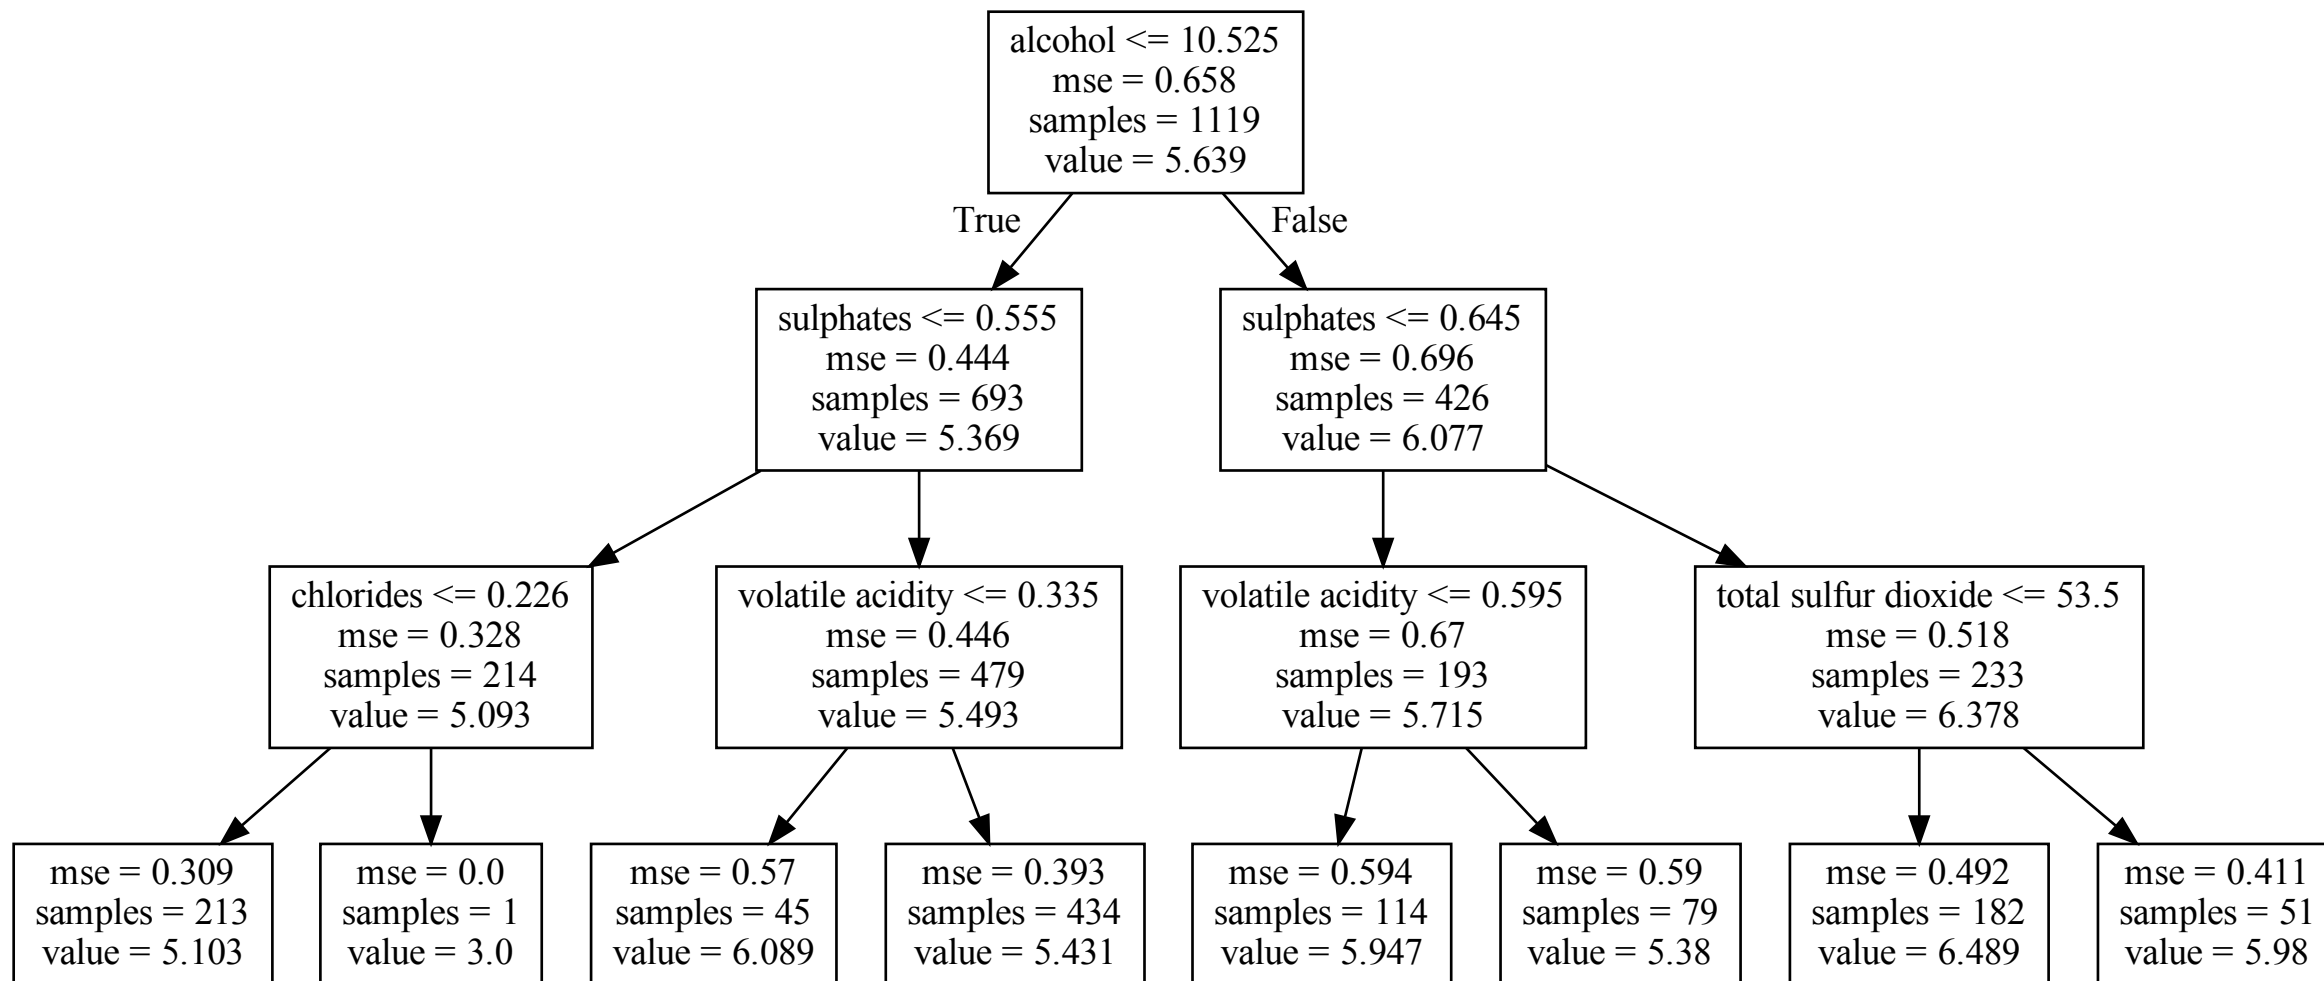 alcohol <= 10.525
mse = 0.658
samples = 1119
value = 5.639
True
False
sulphates <= 0.555
mse = 0.444
samples = 693
value = 5.369
sulphates <= 0.645
mse = 0.696
samples = 426
value = 6.077
chlorides <= 0.226
mse = 0.328
samples = 214
value = 5.093
volatile acidity <= 0.335
mse = 0.446
samples = 479
value = 5.493
volatile acidity <= 0.595
mse = 0.67
samples = 193
value = 5.715
total sulfur dioxide <= 53.5
mse = 0.518
samples = 233
value = 6.378
mse = 0.309
samples = 213
value = 5.103
mse = 0.0
samples = 1
value = 3.0
mse = 0.57
samples = 45
value = 6.089
mse = 0.393
samples = 434
value = 5.431
mse = 0.594
samples = 114
value = 5.947
mse = 0.59
samples = 79
value = 5.38
mse = 0.492
samples = 182
value = 6.489
mse = 0.411
samples = 51
value = 5.98